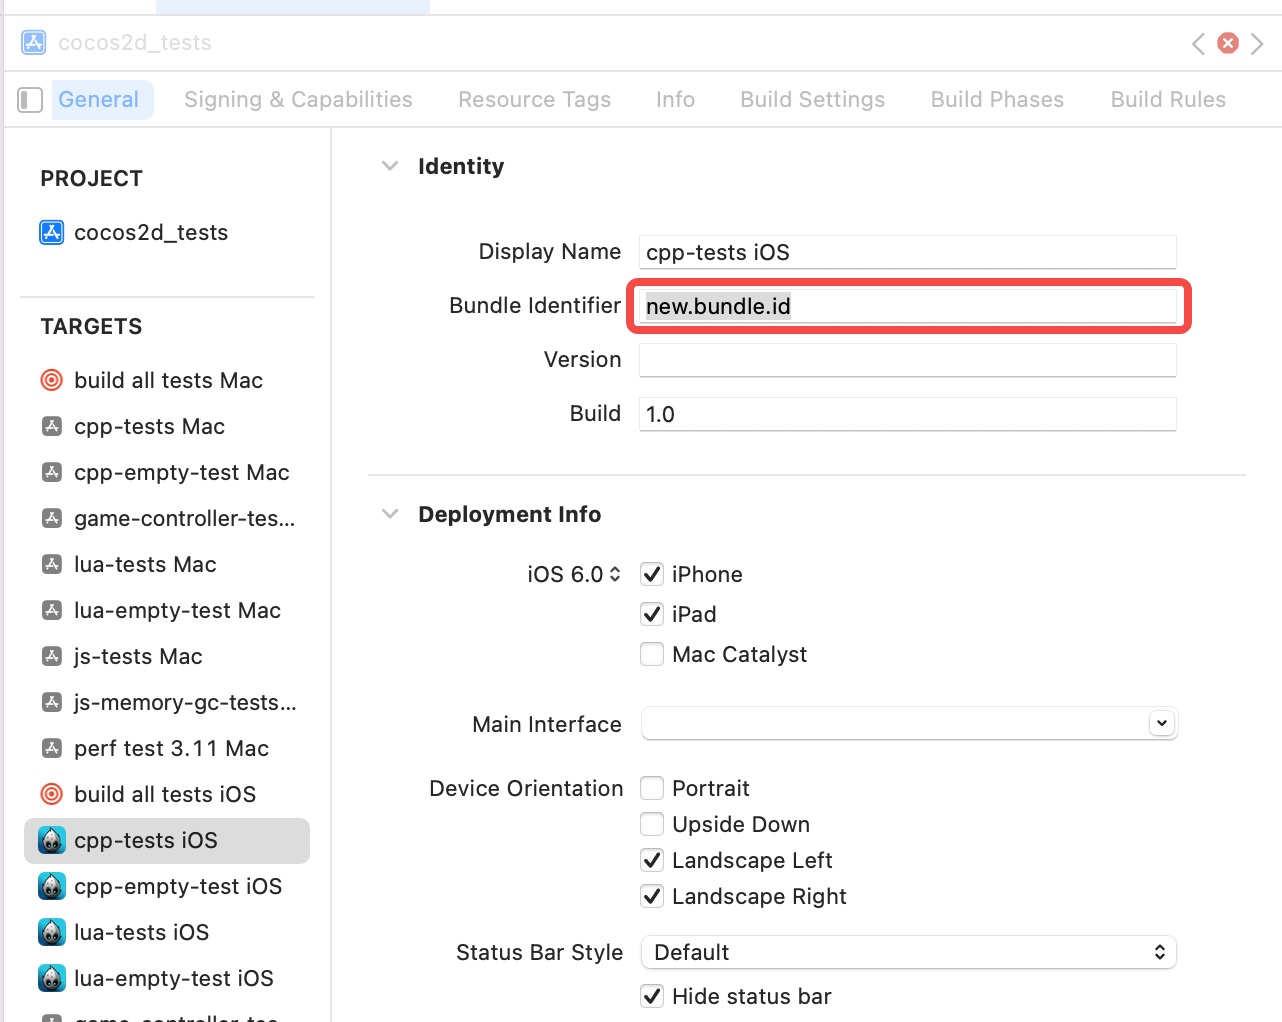 cocos2d_tests
General Signing & Capabilities Resource Tags Info Build Settings Build Phases Build Rules
PROJECT
cocos2d_tests
TARGETS
build all tests Mac
cpp-tests Mac
cpp-empty-test Mac
game-controller-tes...
lua-tests Mac
lua-empty-test Mac
js-tests Mac
js-memory-gc-tests...
perf test 3.11 Mac
build all tests iOS
cpp-tests iOS
cpp-empty-test iOS
lua-tests iOS
lua-empty-test iOS
Identity
Display Name cpp-tests iOS
Bundle Identifier new.bundle.id
Version
Build 1.0
Deployment Info
iOS 6.0 iPhone
iPad
Mac Catalyst
Main Interface
Device Orientation Portrait
Upside Down
Landscape Left
Landscape Right
Status Bar Style Default
Hide status bar